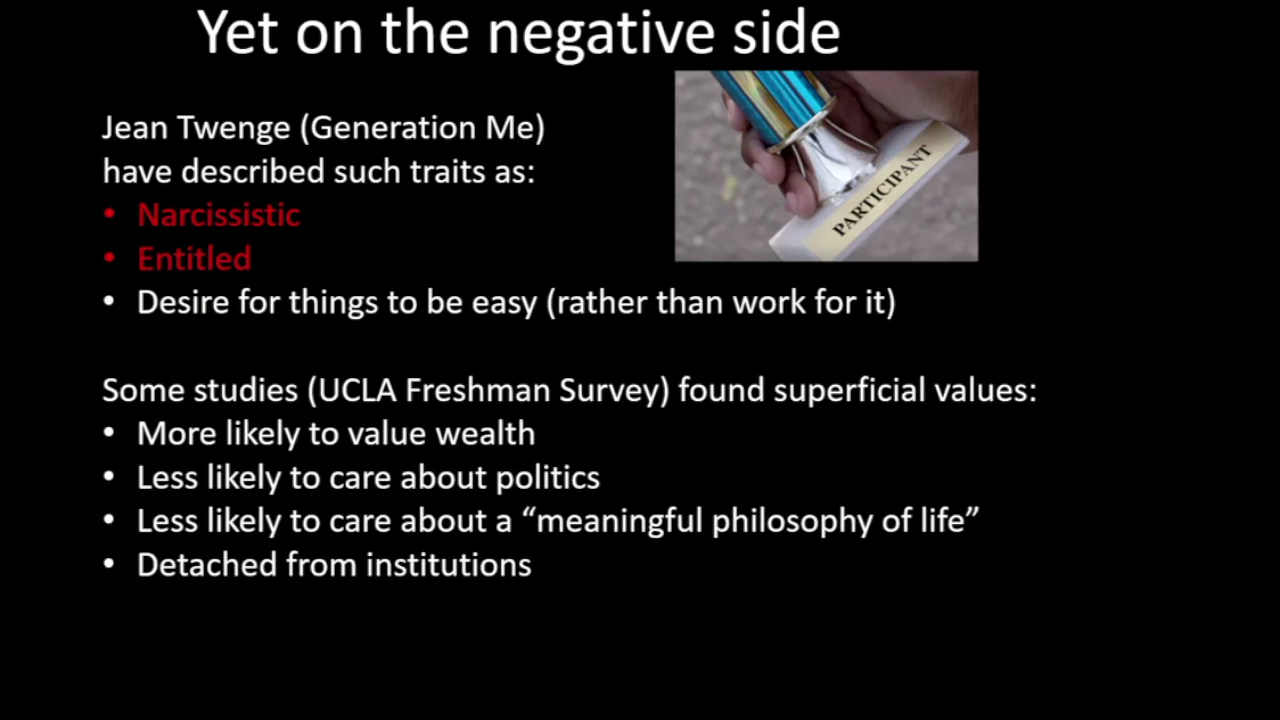 Yet on the negative side
Jean Twenge (Generation Me)
have described such traits as:
• Narcissistic
• Entitled
• Desire for things to be easy (rather than work for it)
PARTICIPANT
Some studies (UCLA Freshman Survey) found superficial values:
• More likely to value wealth
• Less likely to care about politics
• Less likely to care about a “meaningful philosophy of life”
• Detached from institutions